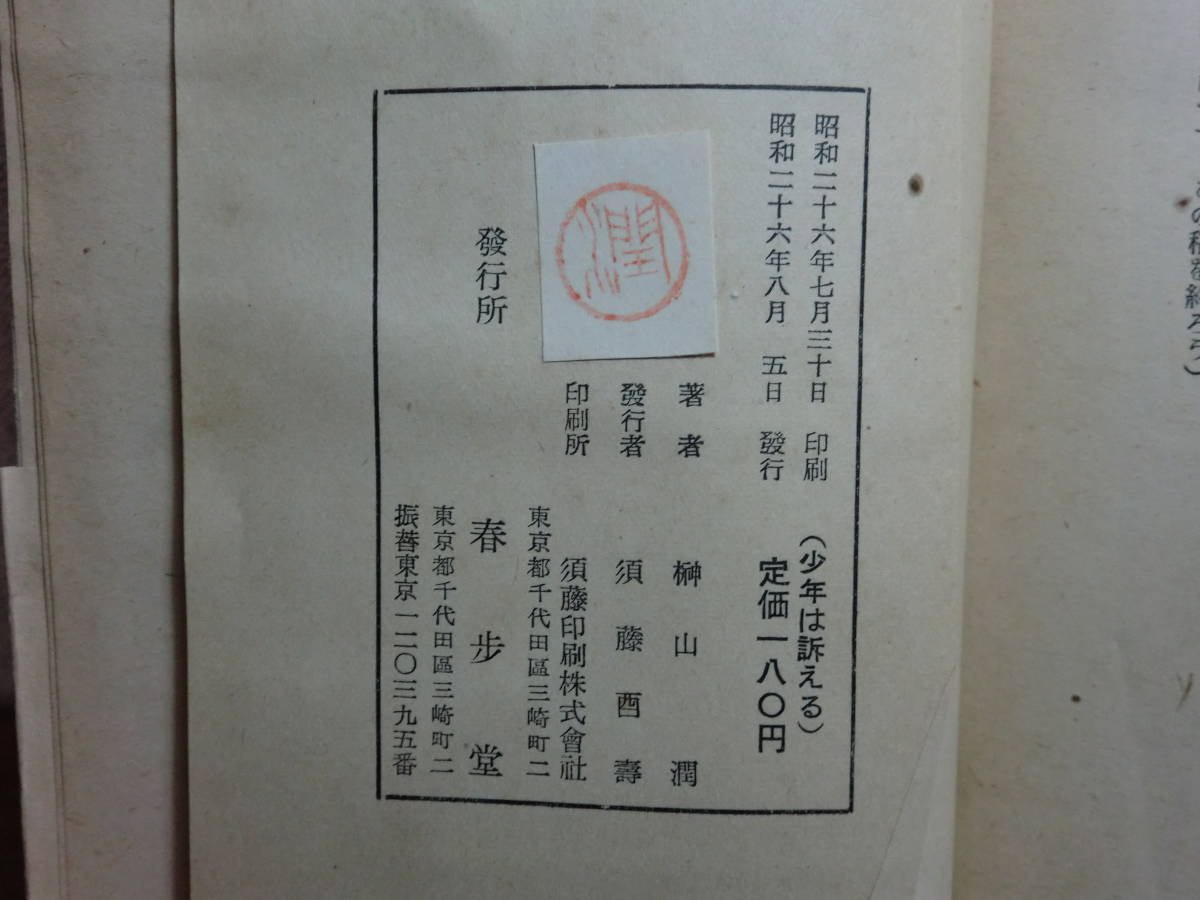 昭和二十六年七月三十日 印刷
昭和二十六年八月 五日 發行
（少年は訴える）
定価一八〇円
著者 榊山潤
發行者 須藤酉壽
印刷所 須藤印刷株式會社
東京都千代田區三崎町二
發行所 春步堂
東京都千代田區三崎町二
振替東京一二〇三九五番
潤